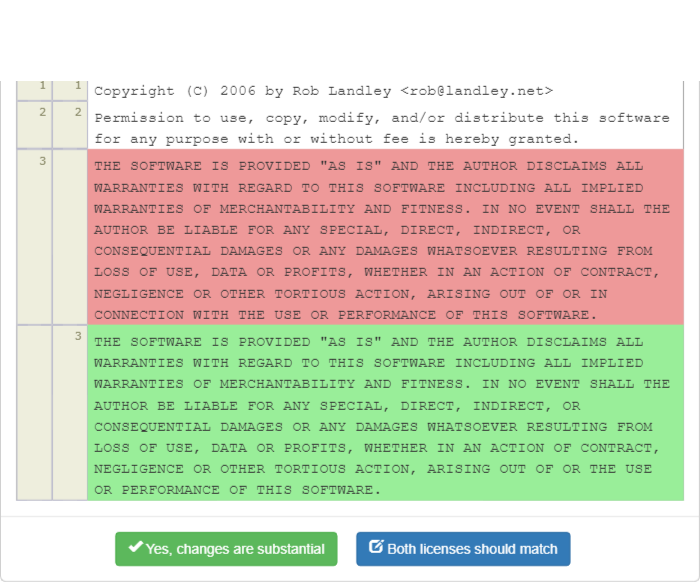 1 1 Copyright (C) 2006 by Rob Landley <rob@landley.net>
2 2 Permission to use, copy, modify, and/or distribute this software
for any purpose with or without fee is hereby granted.
3 THE SOFTWARE IS PROVIDED "AS IS" AND THE AUTHOR DISCLAIMS ALL
WARRANTIES WITH REGARD TO THIS SOFTWARE INCLUDING ALL IMPLIED
WARRANTIES OF MERCHANTABILITY AND FITNESS. IN NO EVENT SHALL THE
AUTHOR BE LIABLE FOR ANY SPECIAL, DIRECT, INDIRECT, OR
CONSEQUENTIAL DAMAGES OR ANY DAMAGES WHATSOEVER RESULTING FROM
LOSS OF USE, DATA OR PROFITS, WHETHER IN AN ACTION OF CONTRACT,
NEGLIGENCE OR OTHER TORTIOUS ACTION, ARISING OUT OF OR IN
CONNECTION WITH THE USE OR PERFORMANCE OF THIS SOFTWARE.
3 THE SOFTWARE IS PROVIDED "AS IS" AND THE AUTHOR DISCLAIMS ALL
WARRANTIES WITH REGARD TO THIS SOFTWARE INCLUDING ALL IMPLIED
WARRANTIES OF MERCHANTABILITY AND FITNESS. IN NO EVENT SHALL THE
AUTHOR BE LIABLE FOR ANY SPECIAL, DIRECT, INDIRECT, OR
CONSEQUENTIAL DAMAGES OR ANY DAMAGES WHATSOEVER RESULTING FROM
LOSS OF USE, DATA OR PROFITS, WHETHER IN AN ACTION OF CONTRACT,
NEGLIGENCE OR OTHER TORTIOUS ACTION, ARISING OUT OF OR THE USE
OR PERFORMANCE OF THIS SOFTWARE.
Yes, changes are substantial Both licenses should match